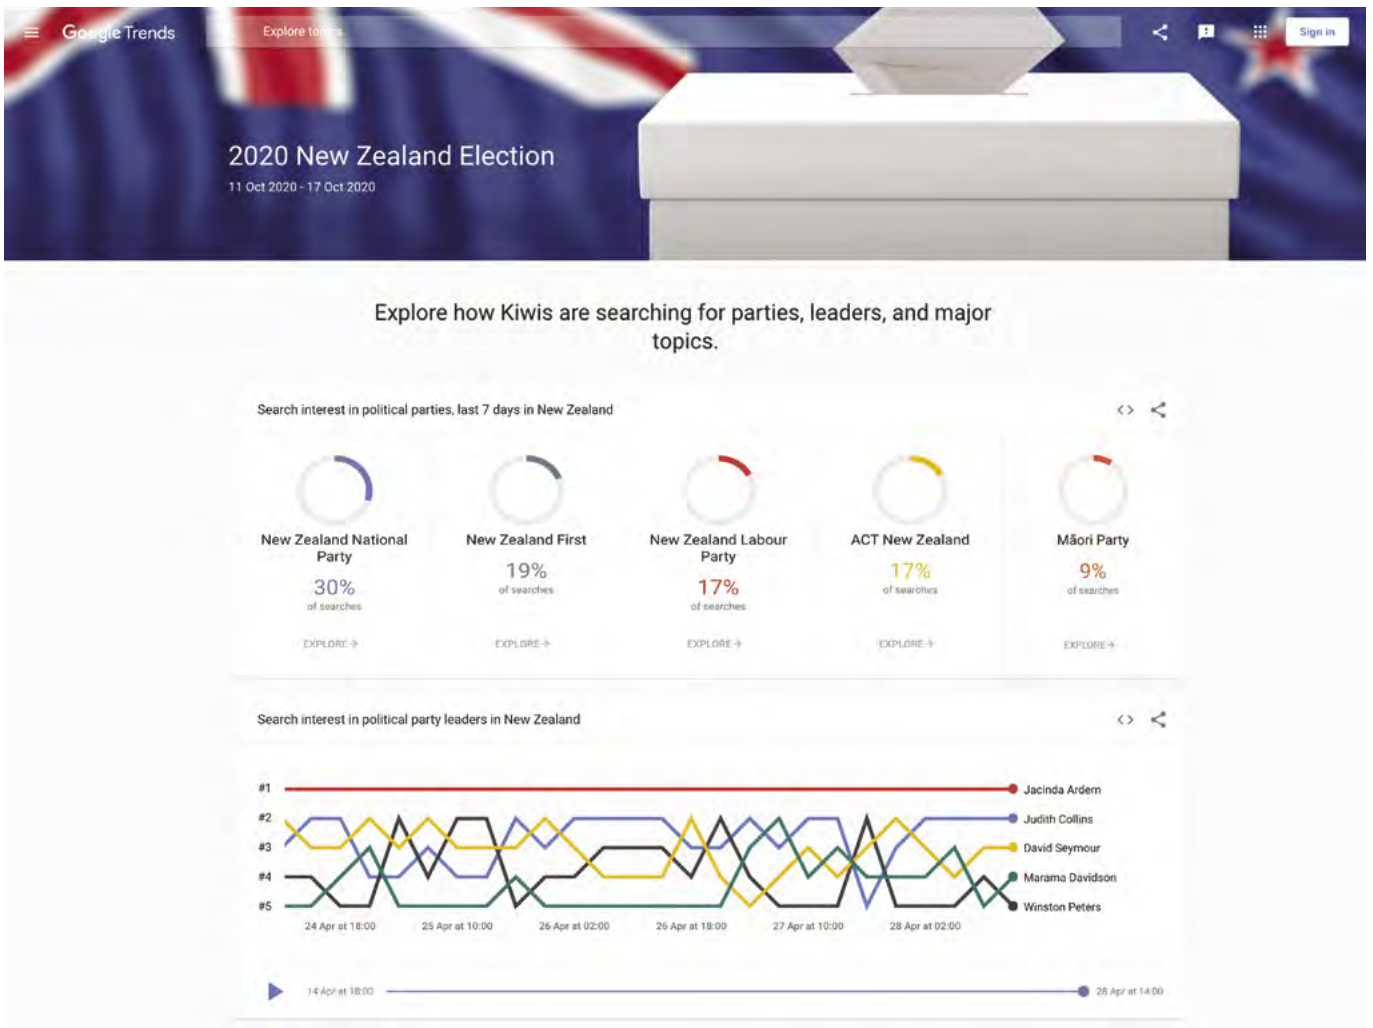 Google Trends
Explore topics
Sign in
2020 New Zealand Election
11 Oct 2020 - 17 Oct 2020
Explore how Kiwis are searching for parties, leaders, and major
topics.
Search interest in political parties, last 7 days in New Zealand
New Zealand National
Party
30%
of searches
EXPLORE
New Zealand First
19%
of searches
EXPLORE
New Zealand Labour
Party
17%
of searches
EXPLORE
ACT New Zealand
17%
of searches
EXPLORE
Māori Party
9%
of searches
EXPLORE
Search interest in political party leaders in New Zealand
#1
#2
#3
#4
#5
Jacinda Ardern
Judith Collins
David Seymour
Marama Davidson
Winston Peters
24 Apr at 18:00
25 Apr at 10:00
26 Apr at 02:00
26 Apr at 18:00
27 Apr at 10:00
28 Apr at 02:00
14 Apr at 18:00
28 Apr at 14:00